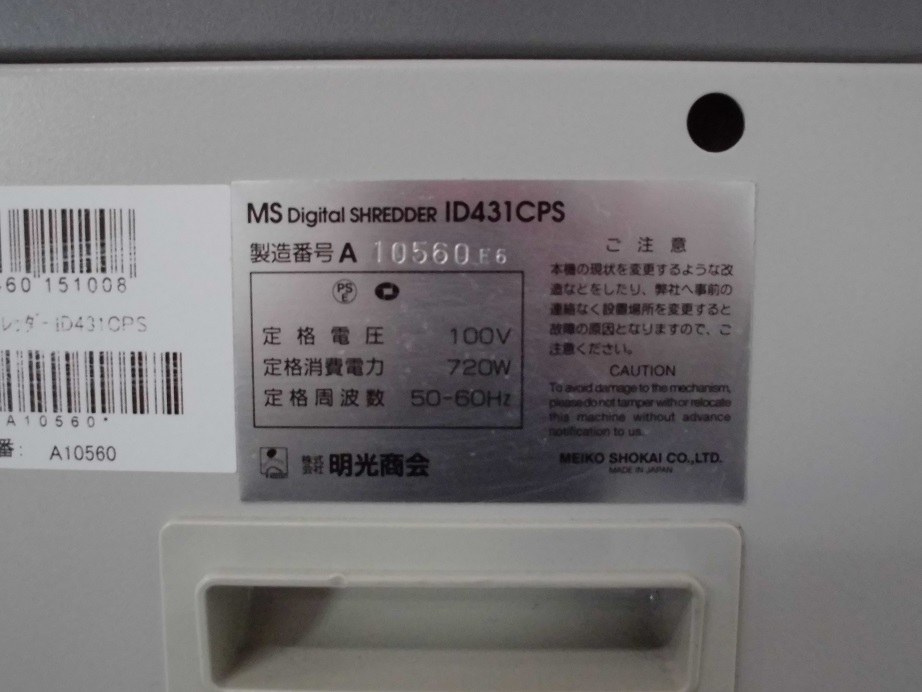 MS Digital SHREDDER ID431CPS
製造番号 A 10560 E6
PS
E
定格電圧 100V
定格消費電力 720W
定格周波数 50-60Hz
株式
会社 明光商会
ご注意
本機の現状を変更するような改
造などをしたり、弊社へ事前の
連絡なく設置場所を変更すると
故障の原因となりますので、ご
注意ください。
CAUTION
To avoid damage to the mechanism,
please do not tamper with or relocate
this machine without advance
notification to us.
MEIKO SHOKAI CO.,LTD.
MADE IN JAPAN
460 151008
レッダｰ ID431CPS
A10560*
番: A10560